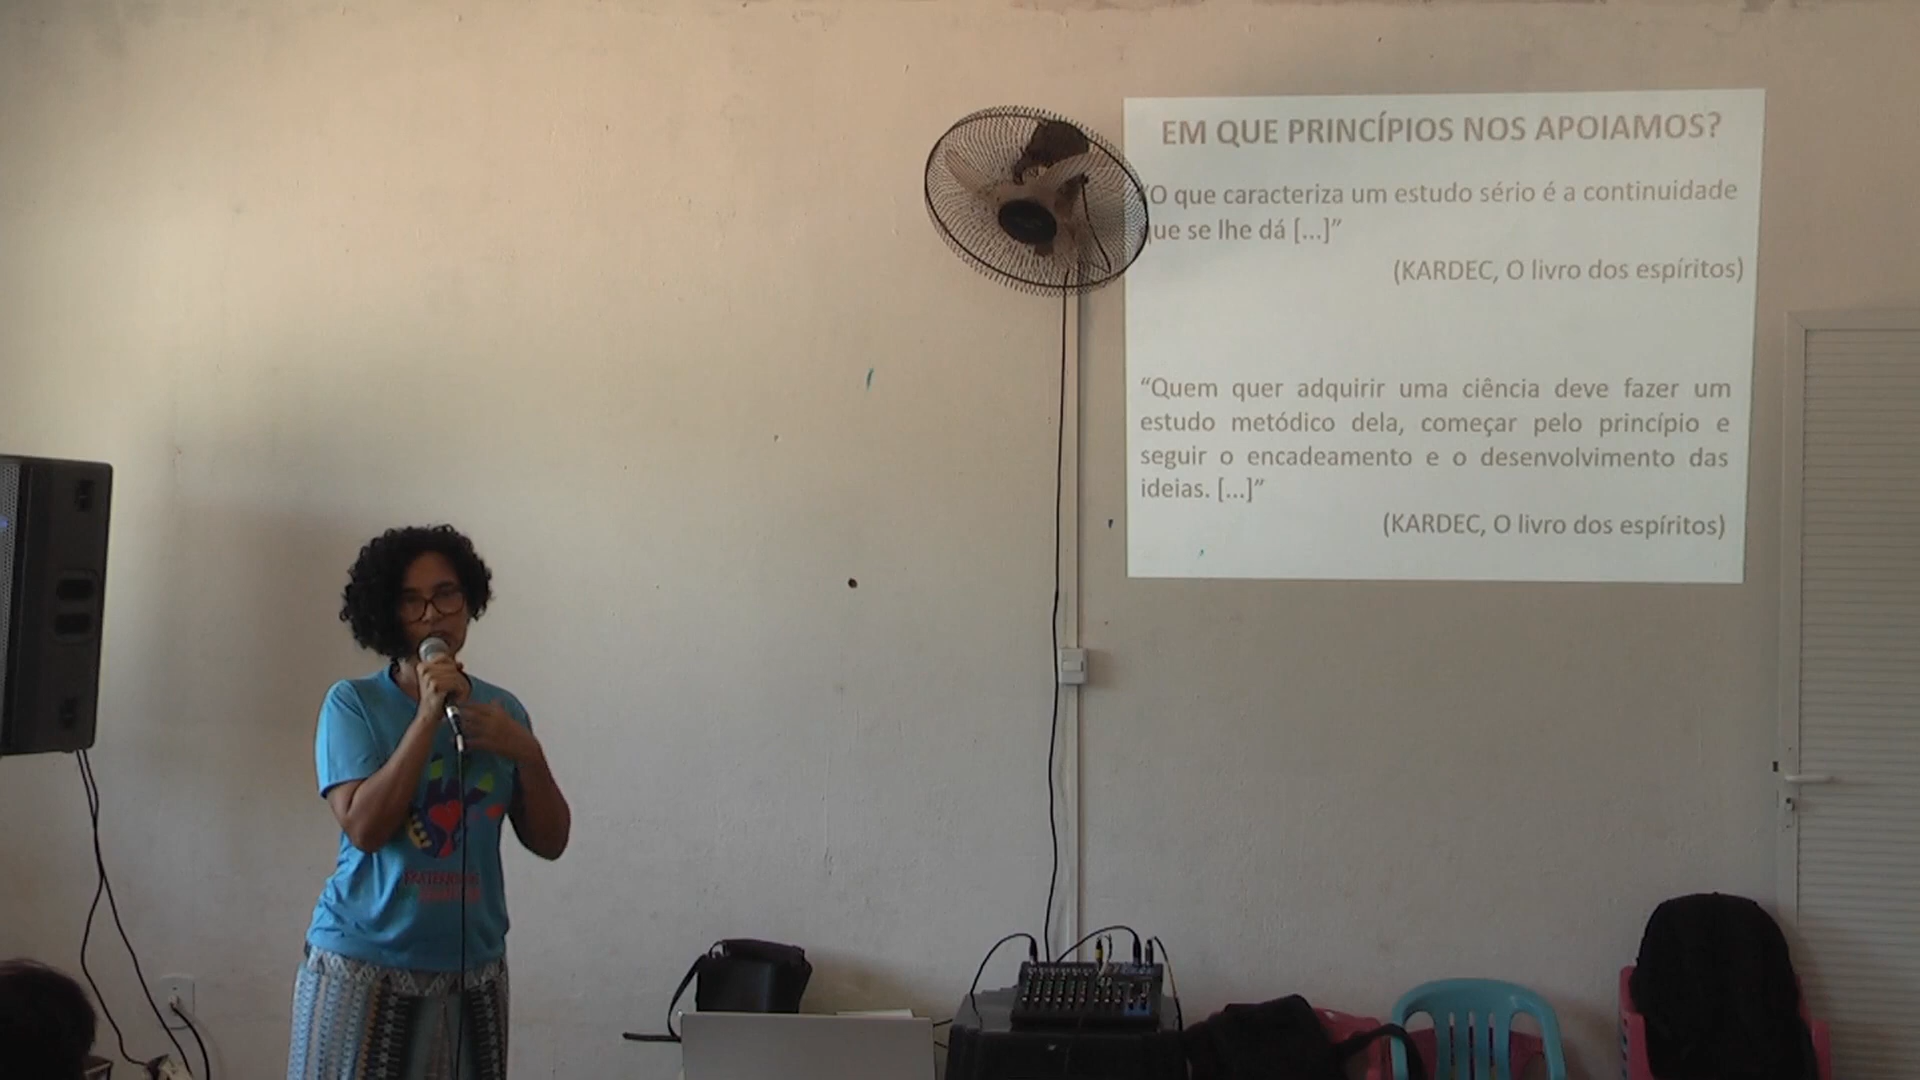 EM QUE PRINCÍPIOS NOS APOIAMOS?
“O que caracteriza um estudo sério é a continuidade
que se lhe dá [...]”
(KARDEC, O livro dos espíritos)
“Quem quer adquirir uma ciência deve fazer um
estudo metódico dela, começar pelo princípio e
seguir o encadeamento e o desenvolvimento das
ideias. [...]”
(KARDEC, O livro dos espíritos)